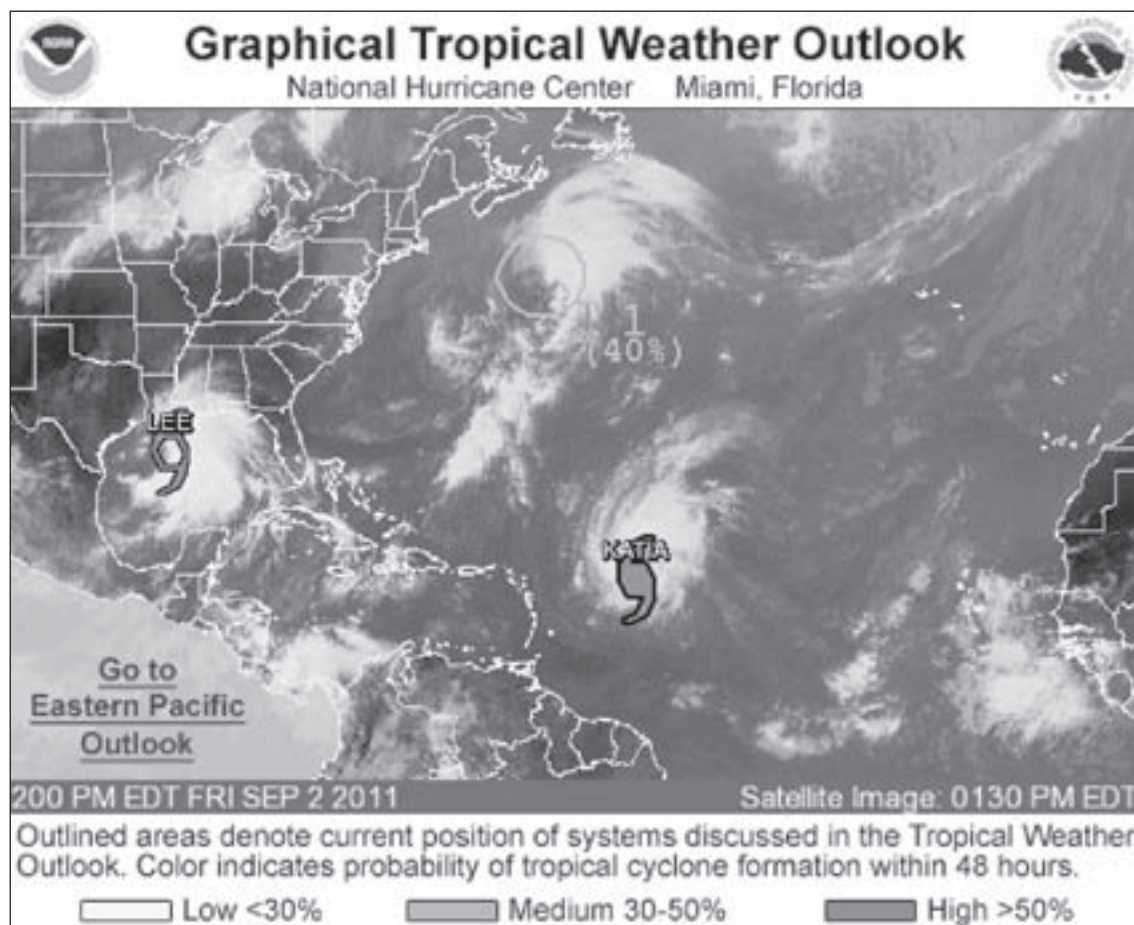 Graphical Tropical Weather Outlook
National Hurricane Center Miami, Florida
NOAA
1
(40%)
LEE
KATIA
Go to
Eastern Pacific
Outlook
200 PM EDT FRI SEP 2 2011 Satellite Image: 0130 PM EDT
Outlined areas denote current position of systems discussed in the Tropical Weather
Outlook. Color indicates probability of tropical cyclone formation within 48 hours.
Low <30% Medium 30-50% High >50%